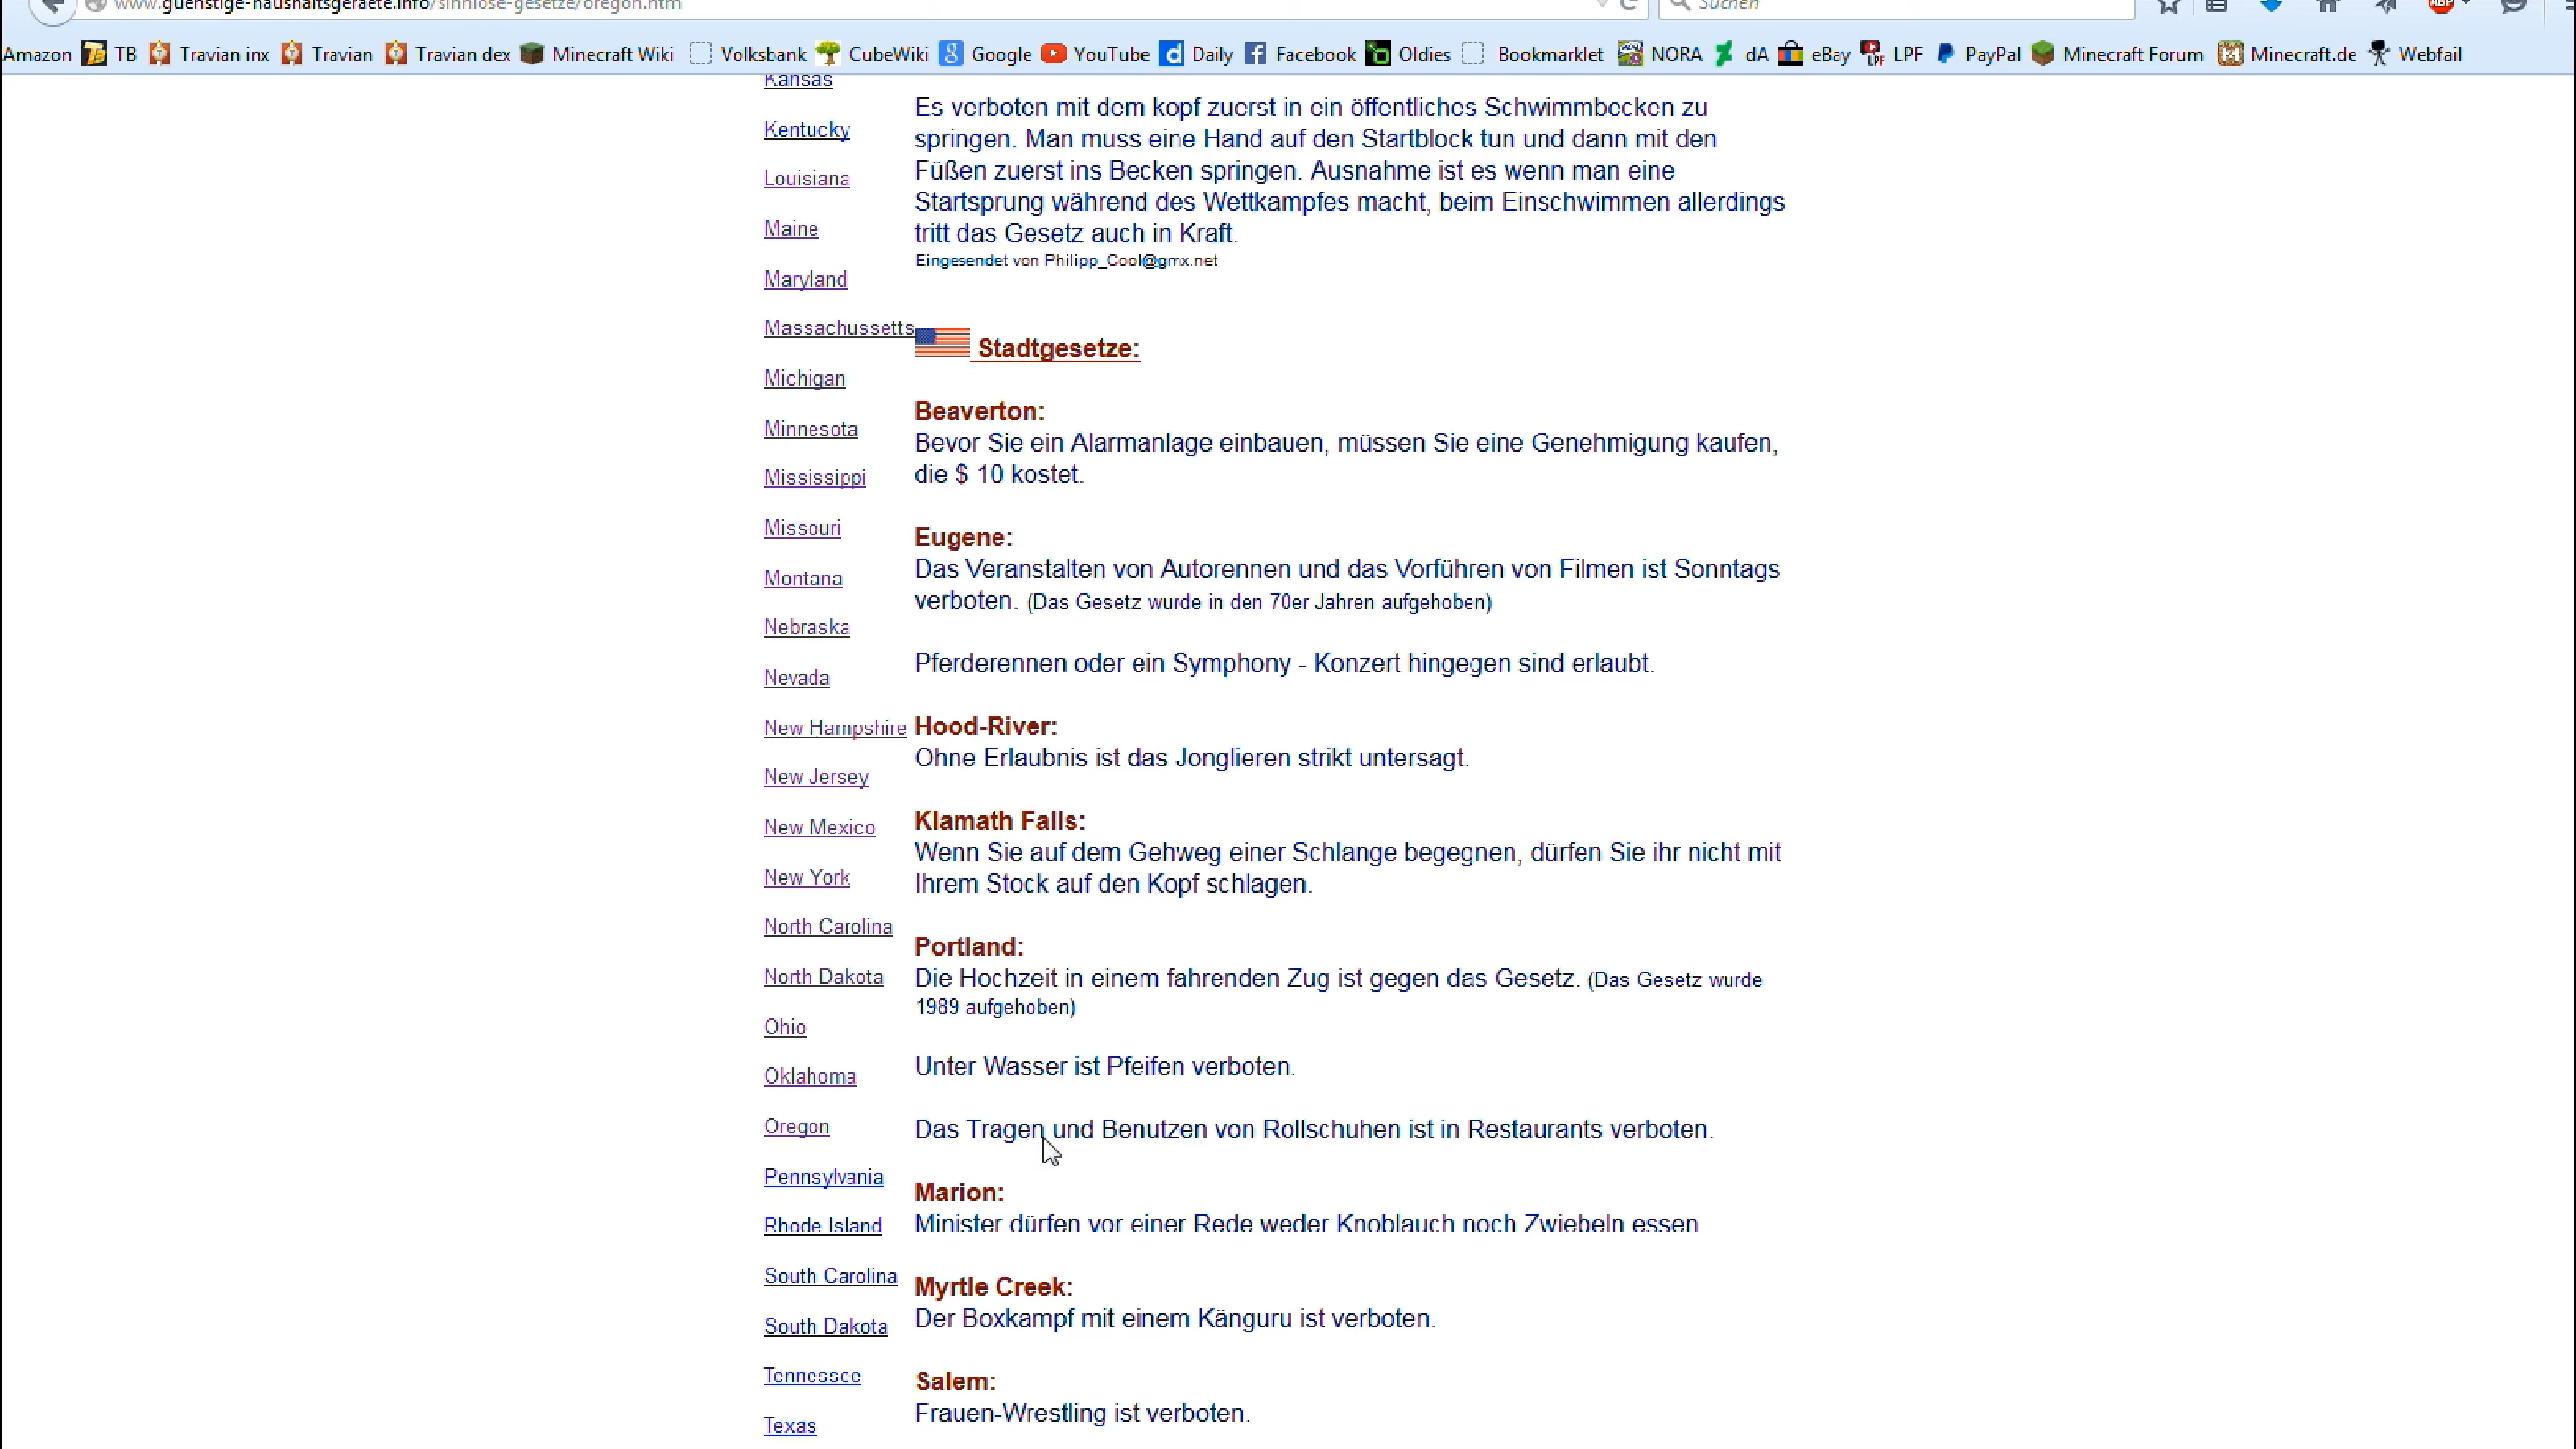 www.guenstige-haushaltsgeraete.info/sinnlose-gesetze/oregon.htm
Suchen
ABP
Amazon TB Travian inx Travian Travian dex Minecraft Wiki Volksbank CubeWiki Google YouTube Daily Facebook Oldies Bookmarklet NORA dA eBay LPF PayPal Minecraft Forum Minecraft.de Webfail
Kansas
Kentucky
Louisiana
Maine
Maryland
Massachussetts
Michigan
Minnesota
Mississippi
Missouri
Montana
Nebraska
Nevada
New Hampshire
New Jersey
New Mexico
New York
North Carolina
North Dakota
Ohio
Oklahoma
Oregon
Pennsylvania
Rhode Island
South Carolina
South Dakota
Tennessee
Texas
Es verboten mit dem kopf zuerst in ein öffentliches Schwimmbecken zu
springen. Man muss eine Hand auf den Startblock tun und dann mit den
Füßen zuerst ins Becken springen. Ausnahme ist es wenn man eine
Startsprung während des Wettkampfes macht, beim Einschwimmen allerdings
tritt das Gesetz auch in Kraft.
Eingesendet von Philipp_Cool@gmx.net
Stadtgesetze:
Beaverton:
Bevor Sie ein Alarmanlage einbauen, müssen Sie eine Genehmigung kaufen,
die $ 10 kostet.
Eugene:
Das Veranstalten von Autorennen und das Vorführen von Filmen ist Sonntags
verboten. (Das Gesetz wurde in den 70er Jahren aufgehoben)
Pferderennen oder ein Symphony - Konzert hingegen sind erlaubt.
Hood-River:
Ohne Erlaubnis ist das Jonglieren strikt untersagt.
Klamath Falls:
Wenn Sie auf dem Gehweg einer Schlange begegnen, dürfen Sie ihr nicht mit
Ihrem Stock auf den Kopf schlagen.
Portland:
Die Hochzeit in einem fahrenden Zug ist gegen das Gesetz. (Das Gesetz wurde
1989 aufgehoben)
Unter Wasser ist Pfeifen verboten.
Das Tragen und Benutzen von Rollschuhen ist in Restaurants verboten.
Marion:
Minister dürfen vor einer Rede weder Knoblauch noch Zwiebeln essen.
Myrtle Creek:
Der Boxkampf mit einem Känguru ist verboten.
Salem:
Frauen-Wrestling ist verboten.